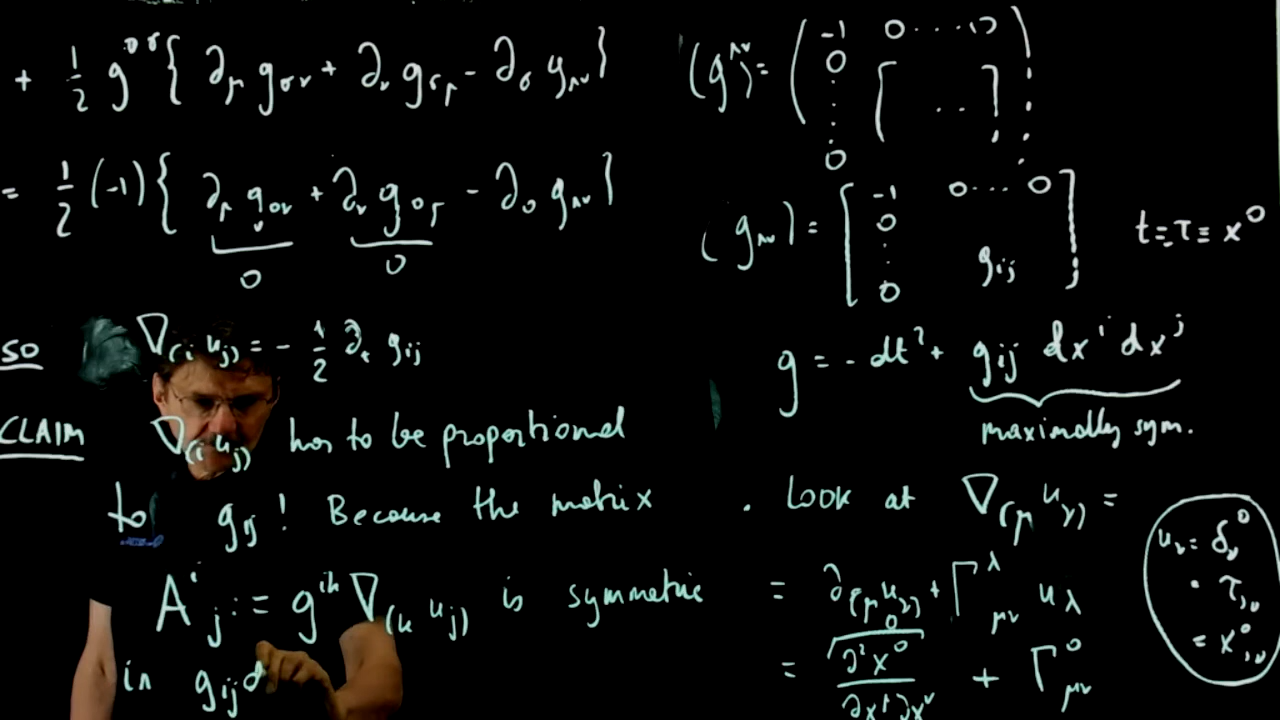 + 1/2 g^{0σ} { ∂_μ g_{σν} + ∂_ν g_{σμ} - ∂_σ g_{μν} }
= 1/2 (-1) { ∂_μ g_{0ν} + ∂_ν g_{0μ} - ∂_0 g_{μν} }
0 0
SO ∇_{(i} u_{j)} = - 1/2 ∂_t g_{ij}
CLAIM ∇_{(i} u_{j)} has to be proportional
to g_{ij} ! Because the matrix
A^i_j := g^{ik} ∇_{(k} u_{j)} is symmetric
in g_{ij} d
(g^{μν}) = ( -1 0 .... 0
0 [ .. ]
0 )
(g_{μν}) = [ -1 0 ... 0
0
g_{ij}
0 ]
t = τ ≡ x^0
g = - dt^2 + g_{ij} dx^i dx^j
maximally sym.
. Look at ∇_{(μ} u_{ν)} =
= ∂_{(μ} u_{ν)} + Γ^λ_{μν} u_λ
0
= ∂^2 x^0 / ∂x^μ ∂x^ν + Γ^0_{μν}
u_ν = δ^0_ν
= τ_{,ν}
= x^0_{,ν}